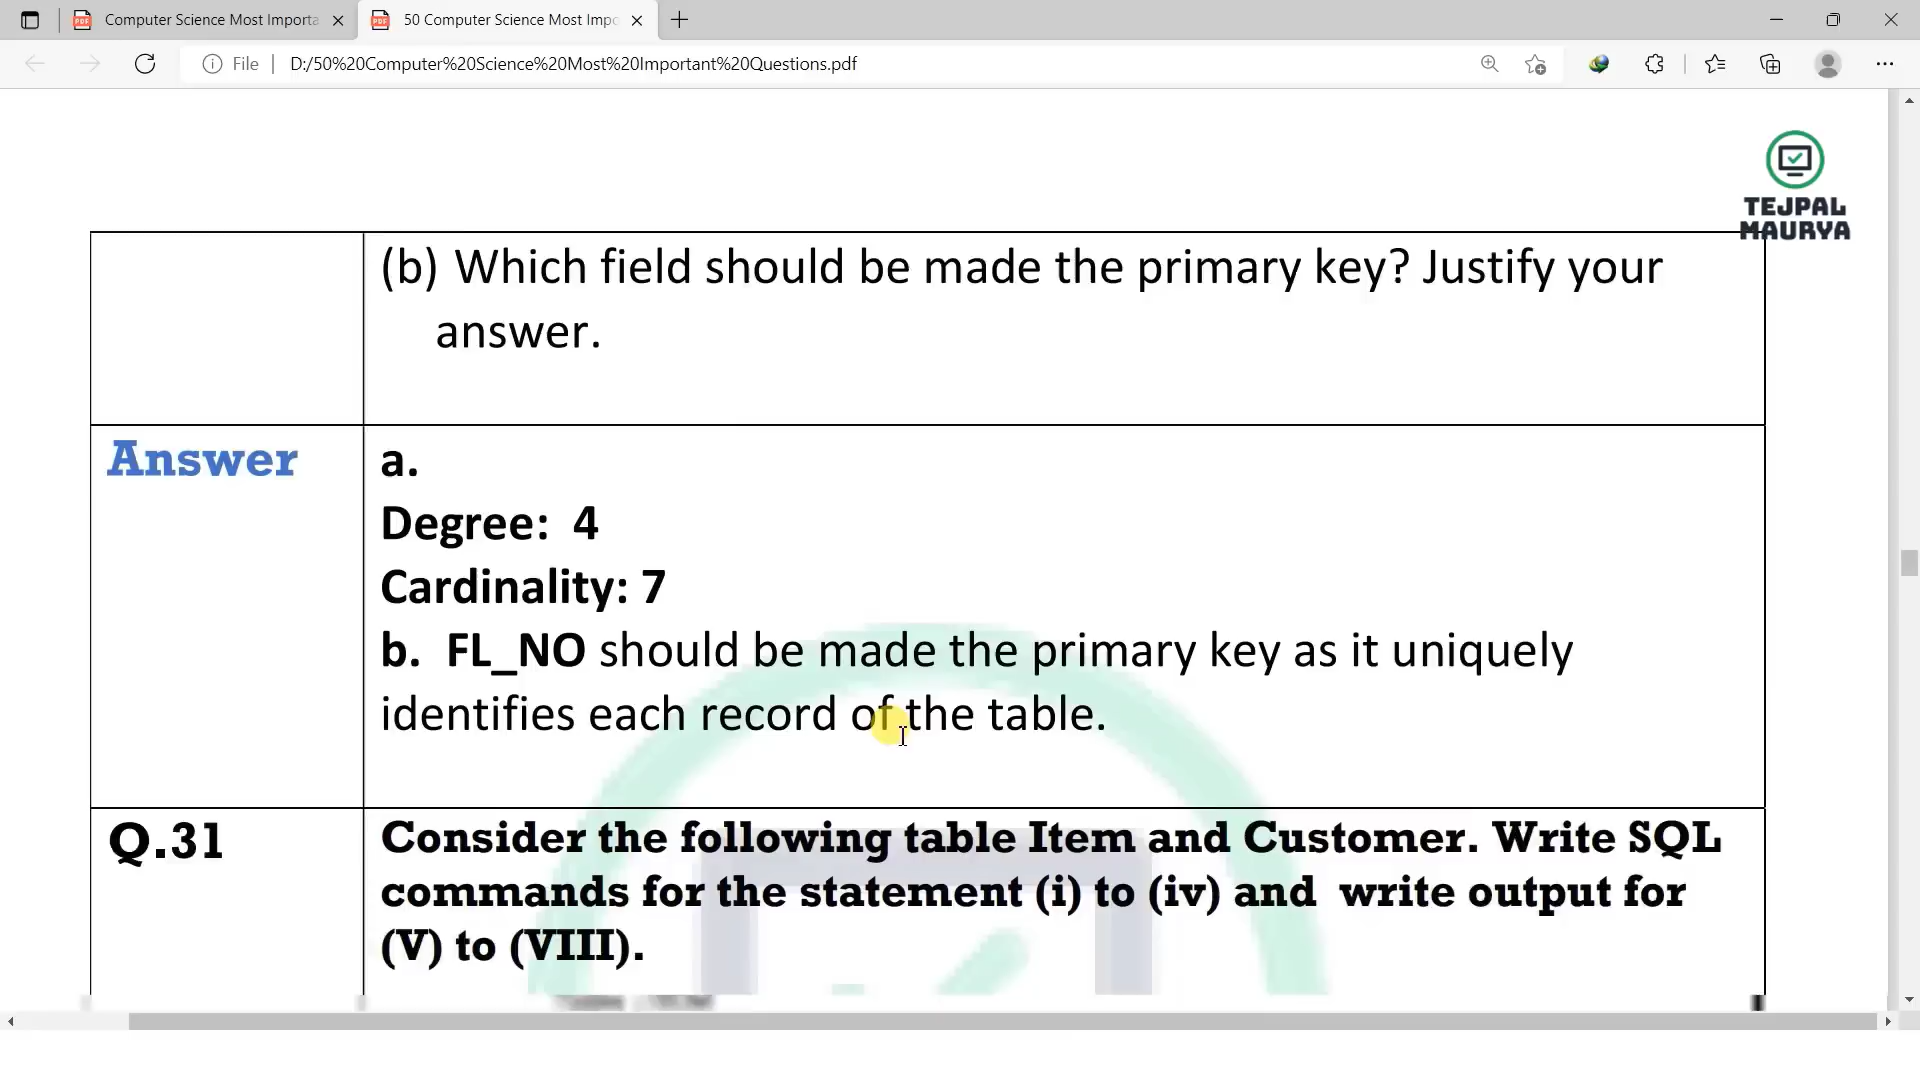 Computer Science Most Importa
50 Computer Science Most Impo
File
D:/50%20Computer%20Science%20Most%20Important%20Questions.pdf
TEJPAL
MAURYA
(b) Which field should be made the primary key? Justify your
answer.
Answer
a.
Degree: 4
Cardinality: 7
b. FL_NO should be made the primary key as it uniquely
identifies each record of the table.
Q.31
Consider the following table Item and Customer. Write SQL
commands for the statement (i) to (iv) and write output for
(V) to (VIII).